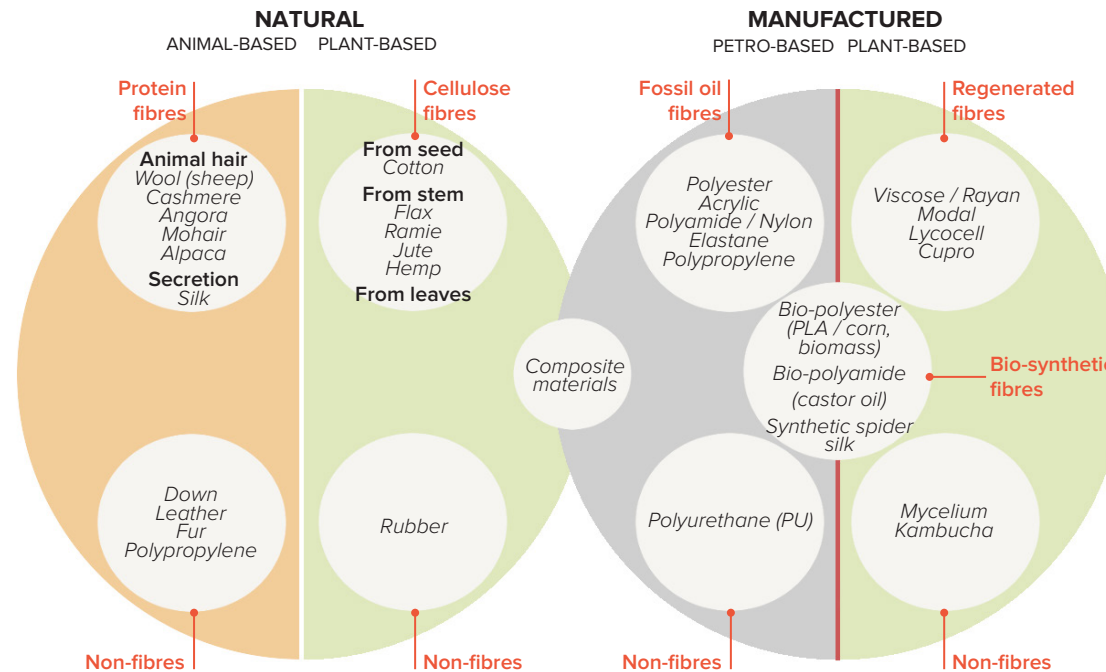 NATURAL
ANIMAL-BASED PLANT-BASED
Protein
fibres
Cellulose
fibres
Animal hair
Wool (sheep)
Cashmere
Angora
Mohair
Alpaca
Secretion
Silk
From seed
Cotton
From stem
Flax
Ramie
Jute
Hemp
From leaves
Down
Leather
Fur
Polypropylene
Rubber
Non-fibres
Non-fibres
Composite
materials
MANUFACTURED
PETRO-BASED PLANT-BASED
Fossil oil
fibres
Regenerated
fibres
Polyester
Acrylic
Polyamide / Nylon
Elastane
Polypropylene
Viscose / Rayan
Modal
Lycocell
Cupro
Bio-polyester
(PLA / corn,
biomass)
Bio-polyamide
(castor oil)
Synthetic spider
silk
Bio-synthetic
fibres
Polyurethane (PU)
Mycelium
Kambucha
Non-fibres
Non-fibres